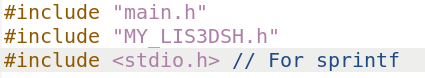 #include "main.h"
#include "MY_LIS3DSH.h"
#include <stdio.h> // For sprintf